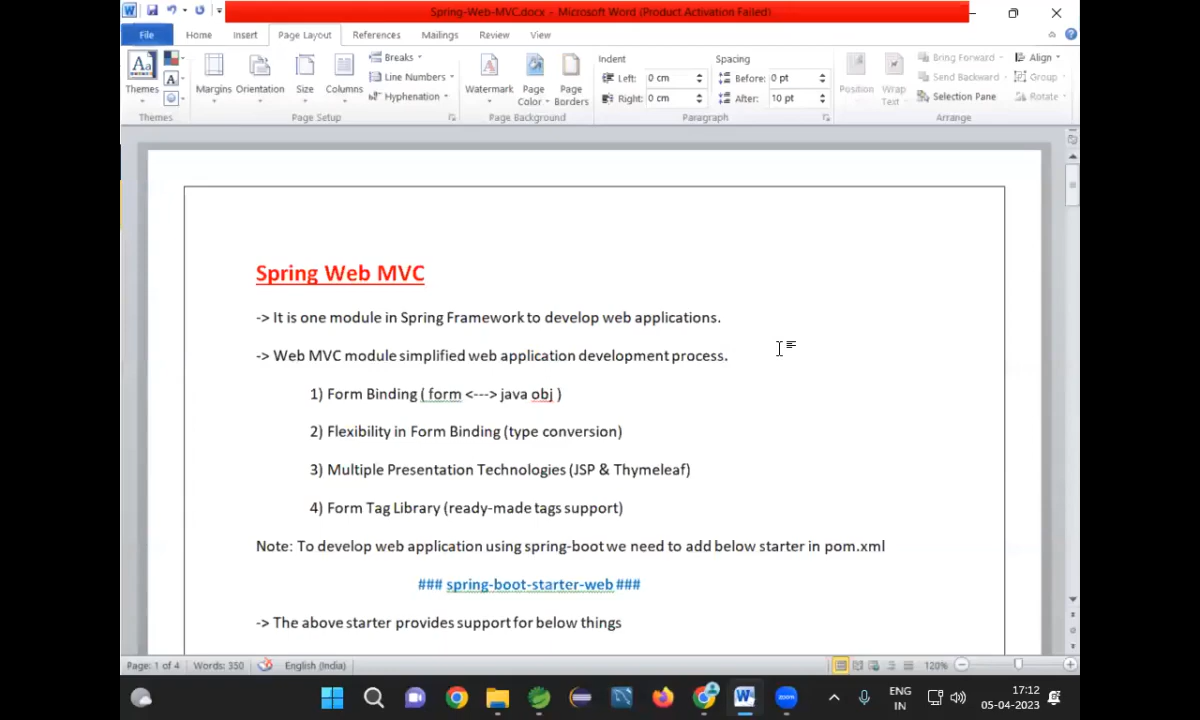 Spring-Web-MVC.docx - Microsoft Word (Product Activation Failed)
File Home Insert Page Layout References Mailings Review View
Themes
Margins Orientation Size Columns
Breaks
Line Numbers
Hyphenation
Watermark Page Color Page Borders
Indent
Left: 0 cm
Right: 0 cm
Spacing
Before: 0 pt
After: 10 pt
Position Wrap Text
Bring Forward
Send Backward
Selection Pane
Align
Group
Rotate
Themes Page Setup Page Background Paragraph Arrange
Spring Web MVC
-> It is one module in Spring Framework to develop web applications.
-> Web MVC module simplified web application development process.
1) Form Binding ( form <---> java obj )
2) Flexibility in Form Binding (type conversion)
3) Multiple Presentation Technologies (JSP & Thymeleaf)
4) Form Tag Library (ready-made tags support)
Note: To develop web application using spring-boot we need to add below starter in pom.xml
### spring-boot-starter-web ###
-> The above starter provides support for below things
Page: 1 of 4 Words: 350 English (India) 120%
zoom
ENG
IN
17:12
05-04-2023